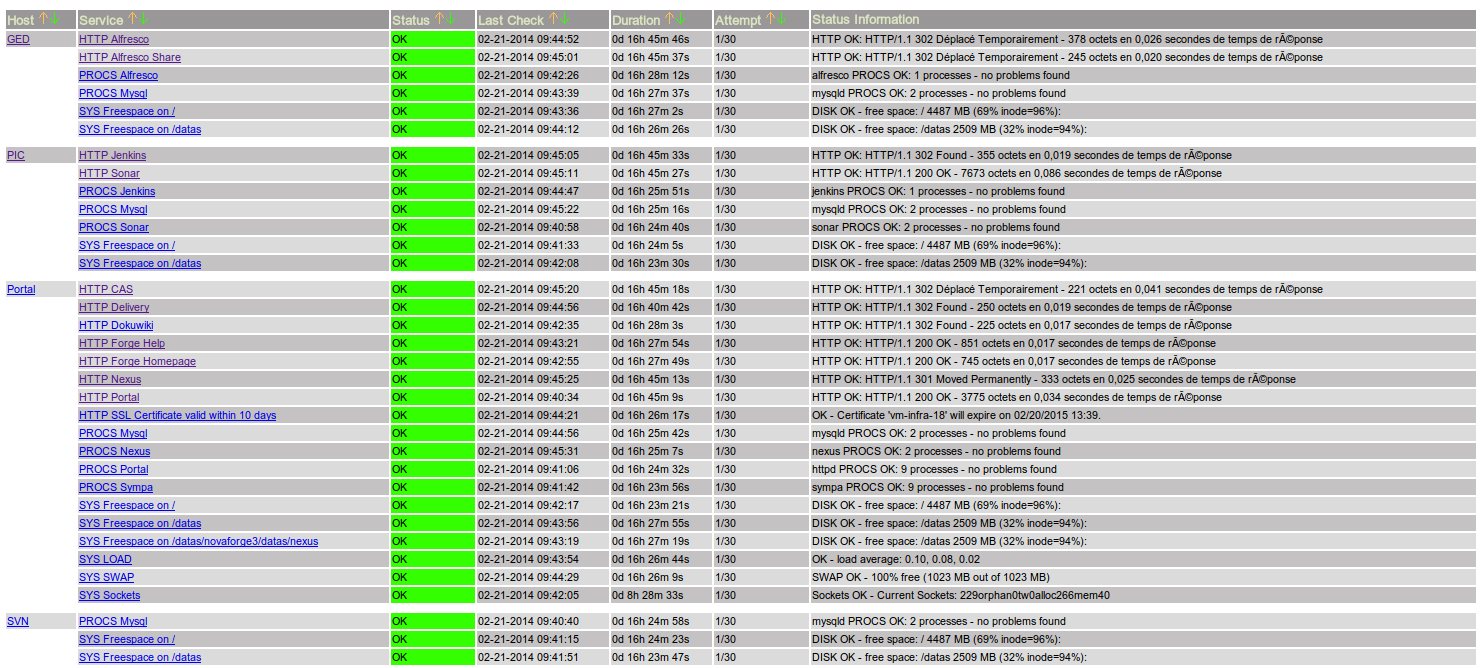 Host Service Status Last Check Duration Attempt Status Information
GED HTTP Alfresco OK 02-21-2014 09:44:52 0d 16h 45m 46s 1/30 HTTP OK: HTTP/1.1 302 Déplacé Temporairement - 378 octets en 0,026 secondes de temps de rÃ©ponse
HTTP Alfresco Share OK 02-21-2014 09:45:01 0d 16h 45m 37s 1/30 HTTP OK: HTTP/1.1 302 Déplacé Temporairement - 245 octets en 0,020 secondes de temps de rÃ©ponse
PROCS Alfresco OK 02-21-2014 09:42:26 0d 16h 28m 12s 1/30 alfresco PROCS OK: 1 processes - no problems found
PROCS Mysql OK 02-21-2014 09:43:39 0d 16h 27m 37s 1/30 mysqld PROCS OK: 2 processes - no problems found
SYS Freespace on / OK 02-21-2014 09:43:36 0d 16h 27m 2s 1/30 DISK OK - free space: / 4487 MB (69% inode=96%):
SYS Freespace on /datas OK 02-21-2014 09:44:12 0d 16h 26m 26s 1/30 DISK OK - free space: /datas 2509 MB (32% inode=94%):
PIC HTTP Jenkins OK 02-21-2014 09:45:05 0d 16h 45m 33s 1/30 HTTP OK: HTTP/1.1 302 Found - 355 octets en 0,019 secondes de temps de rÃ©ponse
HTTP Sonar OK 02-21-2014 09:45:11 0d 16h 45m 27s 1/30 HTTP OK: HTTP/1.1 200 OK - 7673 octets en 0,086 secondes de temps de rÃ©ponse
PROCS Jenkins OK 02-21-2014 09:44:47 0d 16h 25m 51s 1/30 jenkins PROCS OK: 1 processes - no problems found
PROCS Mysql OK 02-21-2014 09:45:22 0d 16h 25m 16s 1/30 mysqld PROCS OK: 2 processes - no problems found
PROCS Sonar OK 02-21-2014 09:40:58 0d 16h 24m 40s 1/30 sonar PROCS OK: 2 processes - no problems found
SYS Freespace on / OK 02-21-2014 09:41:33 0d 16h 24m 5s 1/30 DISK OK - free space: / 4487 MB (69% inode=96%):
SYS Freespace on /datas OK 02-21-2014 09:42:08 0d 16h 23m 30s 1/30 DISK OK - free space: /datas 2509 MB (32% inode=94%):
Portal HTTP CAS OK 02-21-2014 09:45:20 0d 16h 45m 18s 1/30 HTTP OK: HTTP/1.1 302 Déplacé Temporairement - 221 octets en 0,041 secondes de temps de rÃ©ponse
HTTP Delivery OK 02-21-2014 09:44:56 0d 16h 40m 42s 1/30 HTTP OK: HTTP/1.1 302 Found - 250 octets en 0,019 secondes de temps de rÃ©ponse
HTTP Dokuwiki OK 02-21-2014 09:42:35 0d 16h 28m 3s 1/30 HTTP OK: HTTP/1.1 302 Found - 225 octets en 0,017 secondes de temps de rÃ©ponse
HTTP Forge Help OK 02-21-2014 09:43:21 0d 16h 27m 54s 1/30 HTTP OK: HTTP/1.1 200 OK - 851 octets en 0,017 secondes de temps de rÃ©ponse
HTTP Forge Homepage OK 02-21-2014 09:42:55 0d 16h 27m 49s 1/30 HTTP OK: HTTP/1.1 200 OK - 745 octets en 0,017 secondes de temps de rÃ©ponse
HTTP Nexus OK 02-21-2014 09:45:25 0d 16h 45m 13s 1/30 HTTP OK: HTTP/1.1 301 Moved Permanently - 333 octets en 0,025 secondes de temps de rÃ©ponse
HTTP Portal OK 02-21-2014 09:40:34 0d 16h 45m 9s 1/30 HTTP OK: HTTP/1.1 200 OK - 3775 octets en 0,034 secondes de temps de rÃ©ponse
HTTP SSL Certificate valid within 10 days OK 02-21-2014 09:44:21 0d 16h 26m 17s 1/30 OK - Certificate 'vm-infra-18' will expire on 02/20/2015 13:39.
PROCS Mysql OK 02-21-2014 09:44:56 0d 16h 25m 42s 1/30 mysqld PROCS OK: 2 processes - no problems found
PROCS Nexus OK 02-21-2014 09:45:31 0d 16h 25m 7s 1/30 nexus PROCS OK: 2 processes - no problems found
PROCS Portal OK 02-21-2014 09:41:06 0d 16h 24m 32s 1/30 httpd PROCS OK: 9 processes - no problems found
PROCS Sympa OK 02-21-2014 09:41:42 0d 16h 23m 56s 1/30 sympa PROCS OK: 9 processes - no problems found
SYS Freespace on / OK 02-21-2014 09:42:17 0d 16h 23m 21s 1/30 DISK OK - free space: / 4487 MB (69% inode=96%):
SYS Freespace on /datas OK 02-21-2014 09:43:56 0d 16h 27m 55s 1/30 DISK OK - free space: /datas 2509 MB (32% inode=94%):
SYS Freespace on /datas/novaforge3/datas/nexus OK 02-21-2014 09:43:19 0d 16h 27m 19s 1/30 DISK OK - free space: /datas 2509 MB (32% inode=94%):
SYS LOAD OK 02-21-2014 09:43:54 0d 16h 26m 44s 1/30 OK - load average: 0.10, 0.08, 0.02
SYS SWAP OK 02-21-2014 09:44:29 0d 16h 26m 9s 1/30 SWAP OK - 100% free (1023 MB out of 1023 MB)
SYS Sockets OK 02-21-2014 09:42:05 0d 8h 28m 33s 1/30 Sockets OK - Current Sockets: 229orphan0tw0alloc266mem40
SVN PROCS Mysql OK 02-21-2014 09:40:40 0d 16h 24m 58s 1/30 mysqld PROCS OK: 2 processes - no problems found
SYS Freespace on / OK 02-21-2014 09:41:15 0d 16h 24m 23s 1/30 DISK OK - free space: / 4487 MB (69% inode=96%):
SYS Freespace on /datas OK 02-21-2014 09:41:51 0d 16h 23m 47s 1/30 DISK OK - free space: /datas 2509 MB (32% inode=94%):